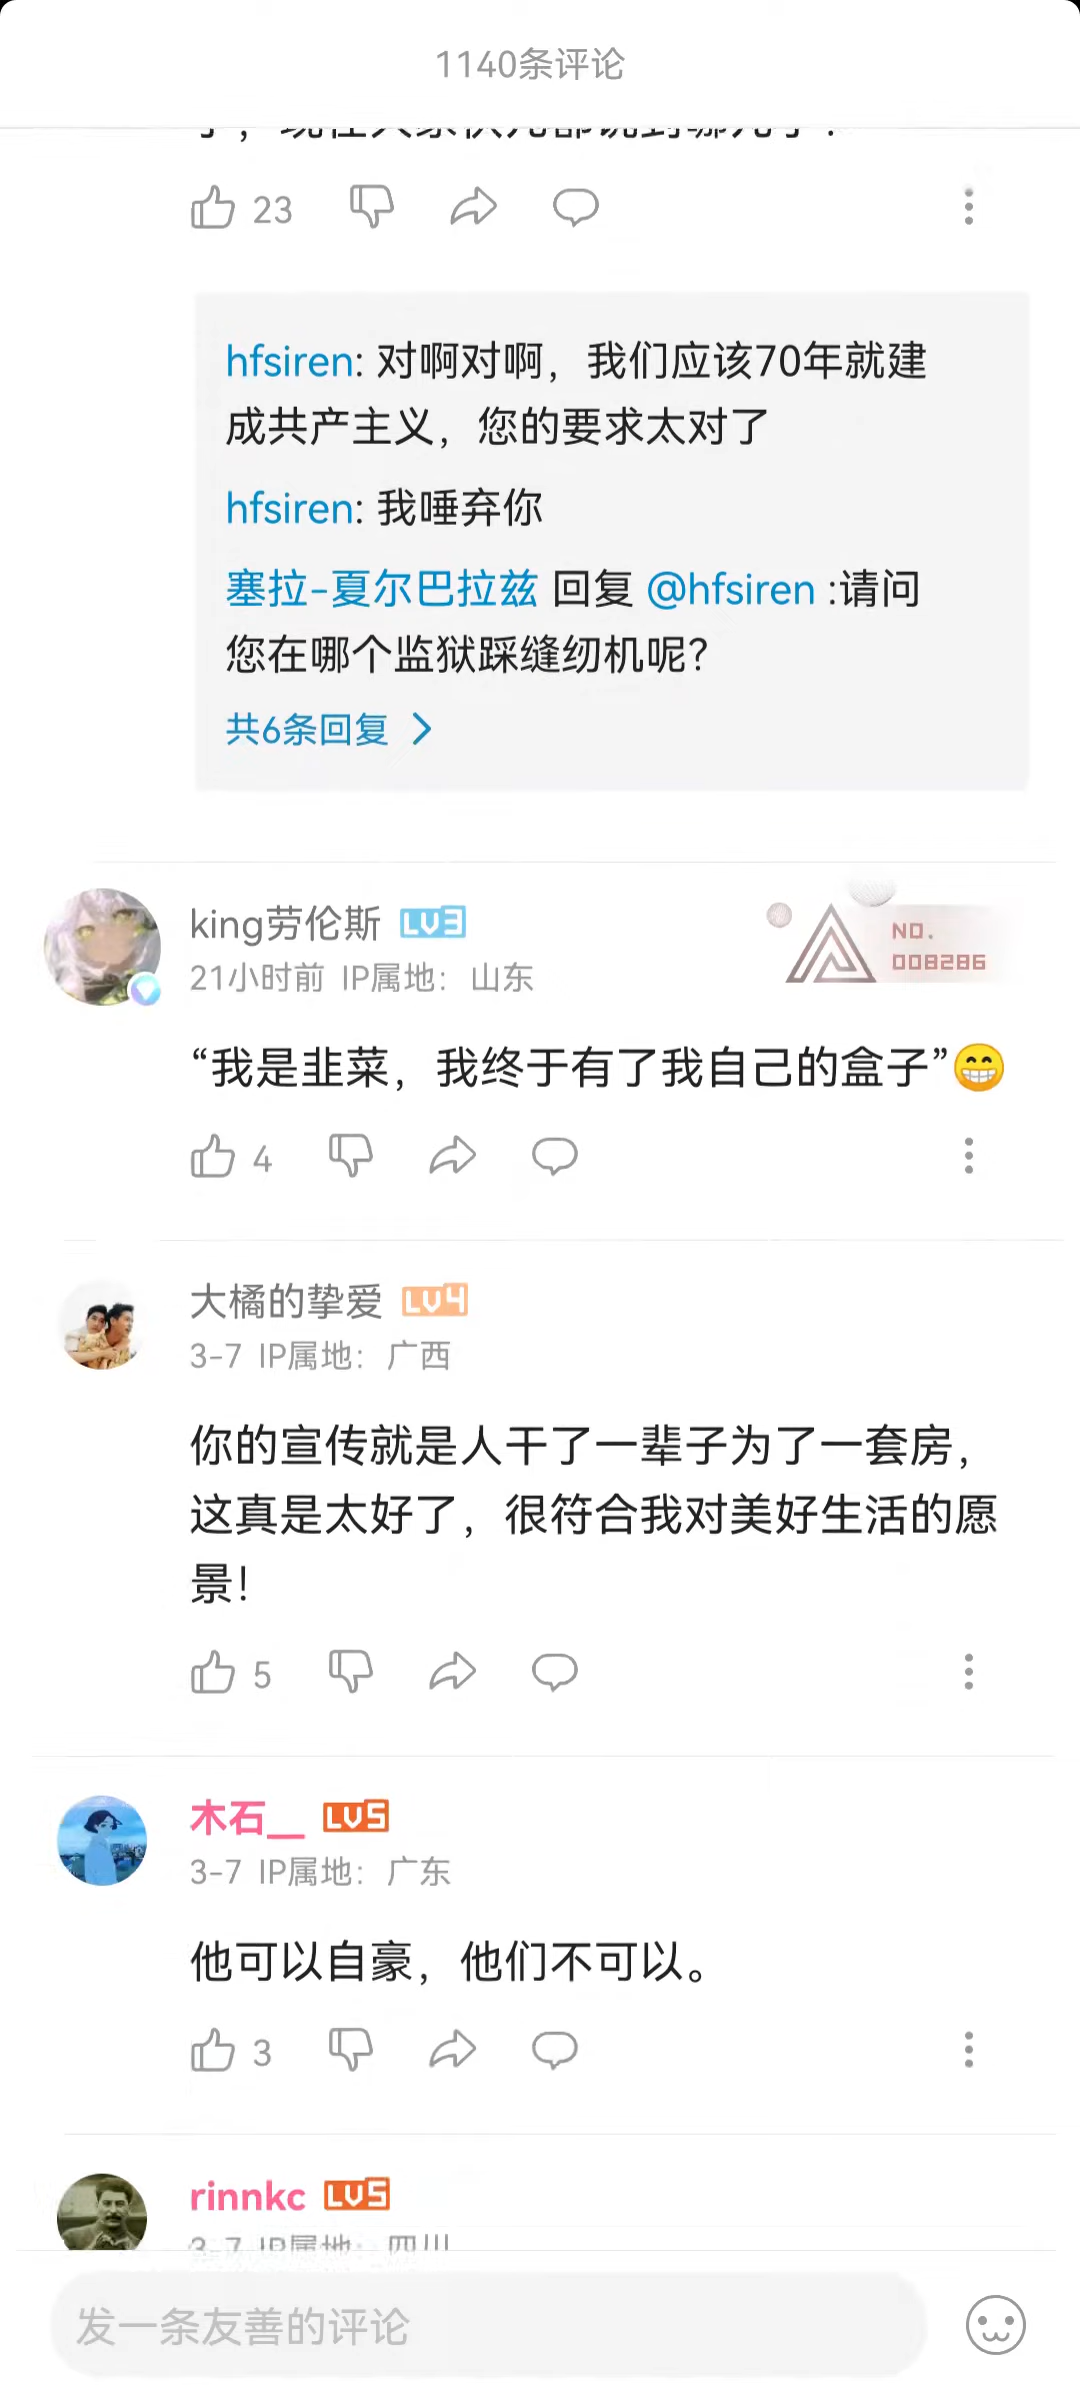 1140条评论
23
hfsiren: 对啊对啊，我们应该70年就建
成共产主义，您的要求太对了
hfsiren: 我唾弃你
塞拉-夏尔巴拉兹 回复 @hfsiren :请问
您在哪个监狱踩缝纫机呢？
共6条回复
king劳伦斯 LV3
NO.
008286
21小时前 IP属地：山东
“我是韭菜，我终于有了我自己的盒子”
4
大橘的挚爱 LV4
3-7 IP属地：广西
你的宣传就是人干了一辈子为了一套房，
这真是太好了，很符合我对美好生活的愿
景！
5
木石__ LV5
3-7 IP属地：广东
他可以自豪，他们不可以。
3
rinnkc LV5
3-7 IP属地：四川
发一条友善的评论